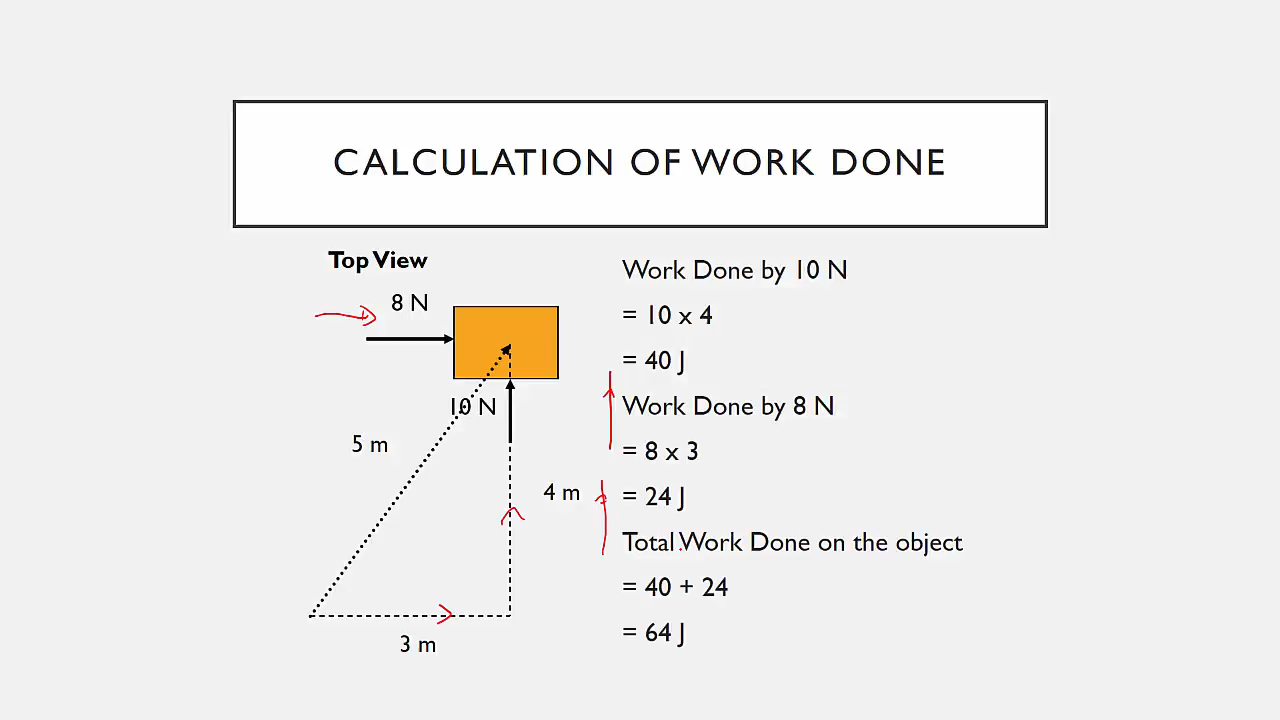 CALCULATION OF WORK DONE
Top View
8 N
10 N
5 m
4 m
3 m
Work Done by 10 N
= 10 x 4
= 40 J
Work Done by 8 N
= 8 x 3
= 24 J
Total Work Done on the object
= 40 + 24
= 64 J